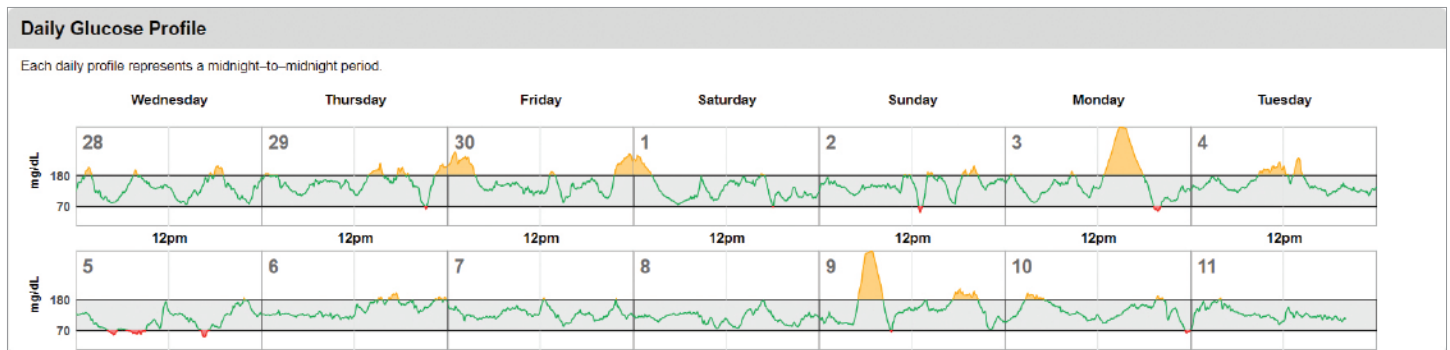 Daily Glucose Profile
Each daily profile represents a midnight–to–midnight period.
Wednesday Thursday Friday Saturday Sunday Monday Tuesday
28 29 30 1 2 3 4
mg/dL
180
70
12pm 12pm 12pm 12pm 12pm 12pm 12pm
5 6 7 8 9 10 11
mg/dL
180
70